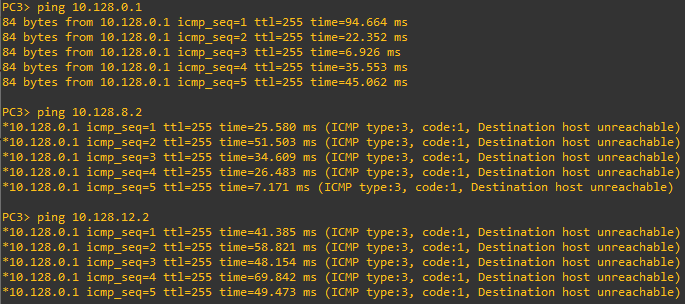 PC3> ping 10.128.0.1
84 bytes from 10.128.0.1 icmp_seq=1 ttl=255 time=94.664 ms
84 bytes from 10.128.0.1 icmp_seq=2 ttl=255 time=22.352 ms
84 bytes from 10.128.0.1 icmp_seq=3 ttl=255 time=6.926 ms
84 bytes from 10.128.0.1 icmp_seq=4 ttl=255 time=35.553 ms
84 bytes from 10.128.0.1 icmp_seq=5 ttl=255 time=45.062 ms
PC3> ping 10.128.8.2
*10.128.0.1 icmp_seq=1 ttl=255 time=25.580 ms (ICMP type:3, code:1, Destination host unreachable)
*10.128.0.1 icmp_seq=2 ttl=255 time=51.503 ms (ICMP type:3, code:1, Destination host unreachable)
*10.128.0.1 icmp_seq=3 ttl=255 time=34.609 ms (ICMP type:3, code:1, Destination host unreachable)
*10.128.0.1 icmp_seq=4 ttl=255 time=26.483 ms (ICMP type:3, code:1, Destination host unreachable)
*10.128.0.1 icmp_seq=5 ttl=255 time=7.171 ms (ICMP type:3, code:1, Destination host unreachable)
PC3> ping 10.128.12.2
*10.128.0.1 icmp_seq=1 ttl=255 time=41.385 ms (ICMP type:3, code:1, Destination host unreachable)
*10.128.0.1 icmp_seq=2 ttl=255 time=58.821 ms (ICMP type:3, code:1, Destination host unreachable)
*10.128.0.1 icmp_seq=3 ttl=255 time=48.154 ms (ICMP type:3, code:1, Destination host unreachable)
*10.128.0.1 icmp_seq=4 ttl=255 time=69.842 ms (ICMP type:3, code:1, Destination host unreachable)
*10.128.0.1 icmp_seq=5 ttl=255 time=49.473 ms (ICMP type:3, code:1, Destination host unreachable)